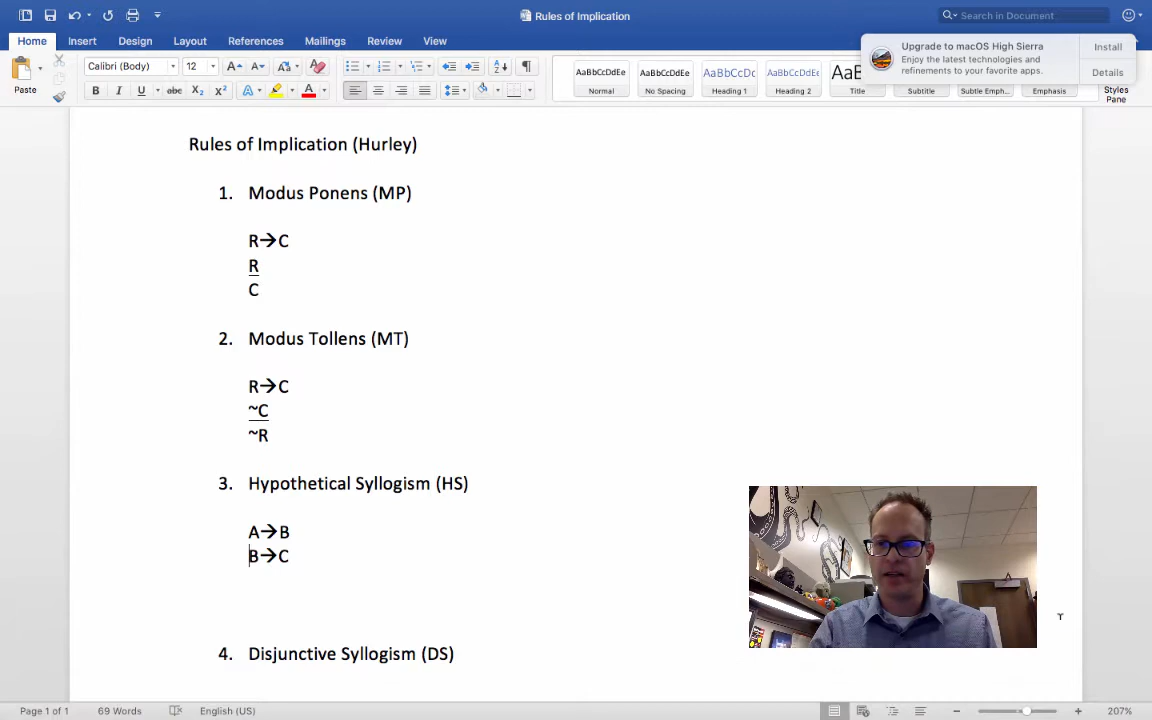 Rules of Implication
Search in Document
Home Insert Design Layout References Mailings Review View
Upgrade to macOS High Sierra
Enjoy the latest technologies and
refinements to your favorite apps.
Install
Details
Paste
Calibri (Body) 12
AaBbCcDdEe AaBbCcDdEe AaBbCcDc AaBbCcDdEe
Normal No Spacing Heading 1 Heading 2 Title Subtitle Subtle Emph... Emphasis
Styles
Pane
B I U abc X₂ X² A A
Rules of Implication (Hurley)
1. Modus Ponens (MP)
R→C
R
C
2. Modus Tollens (MT)
R→C
~C
~R
3. Hypothetical Syllogism (HS)
A→B
B→C
4. Disjunctive Syllogism (DS)
Page 1 of 1 69 Words English (US) 207%